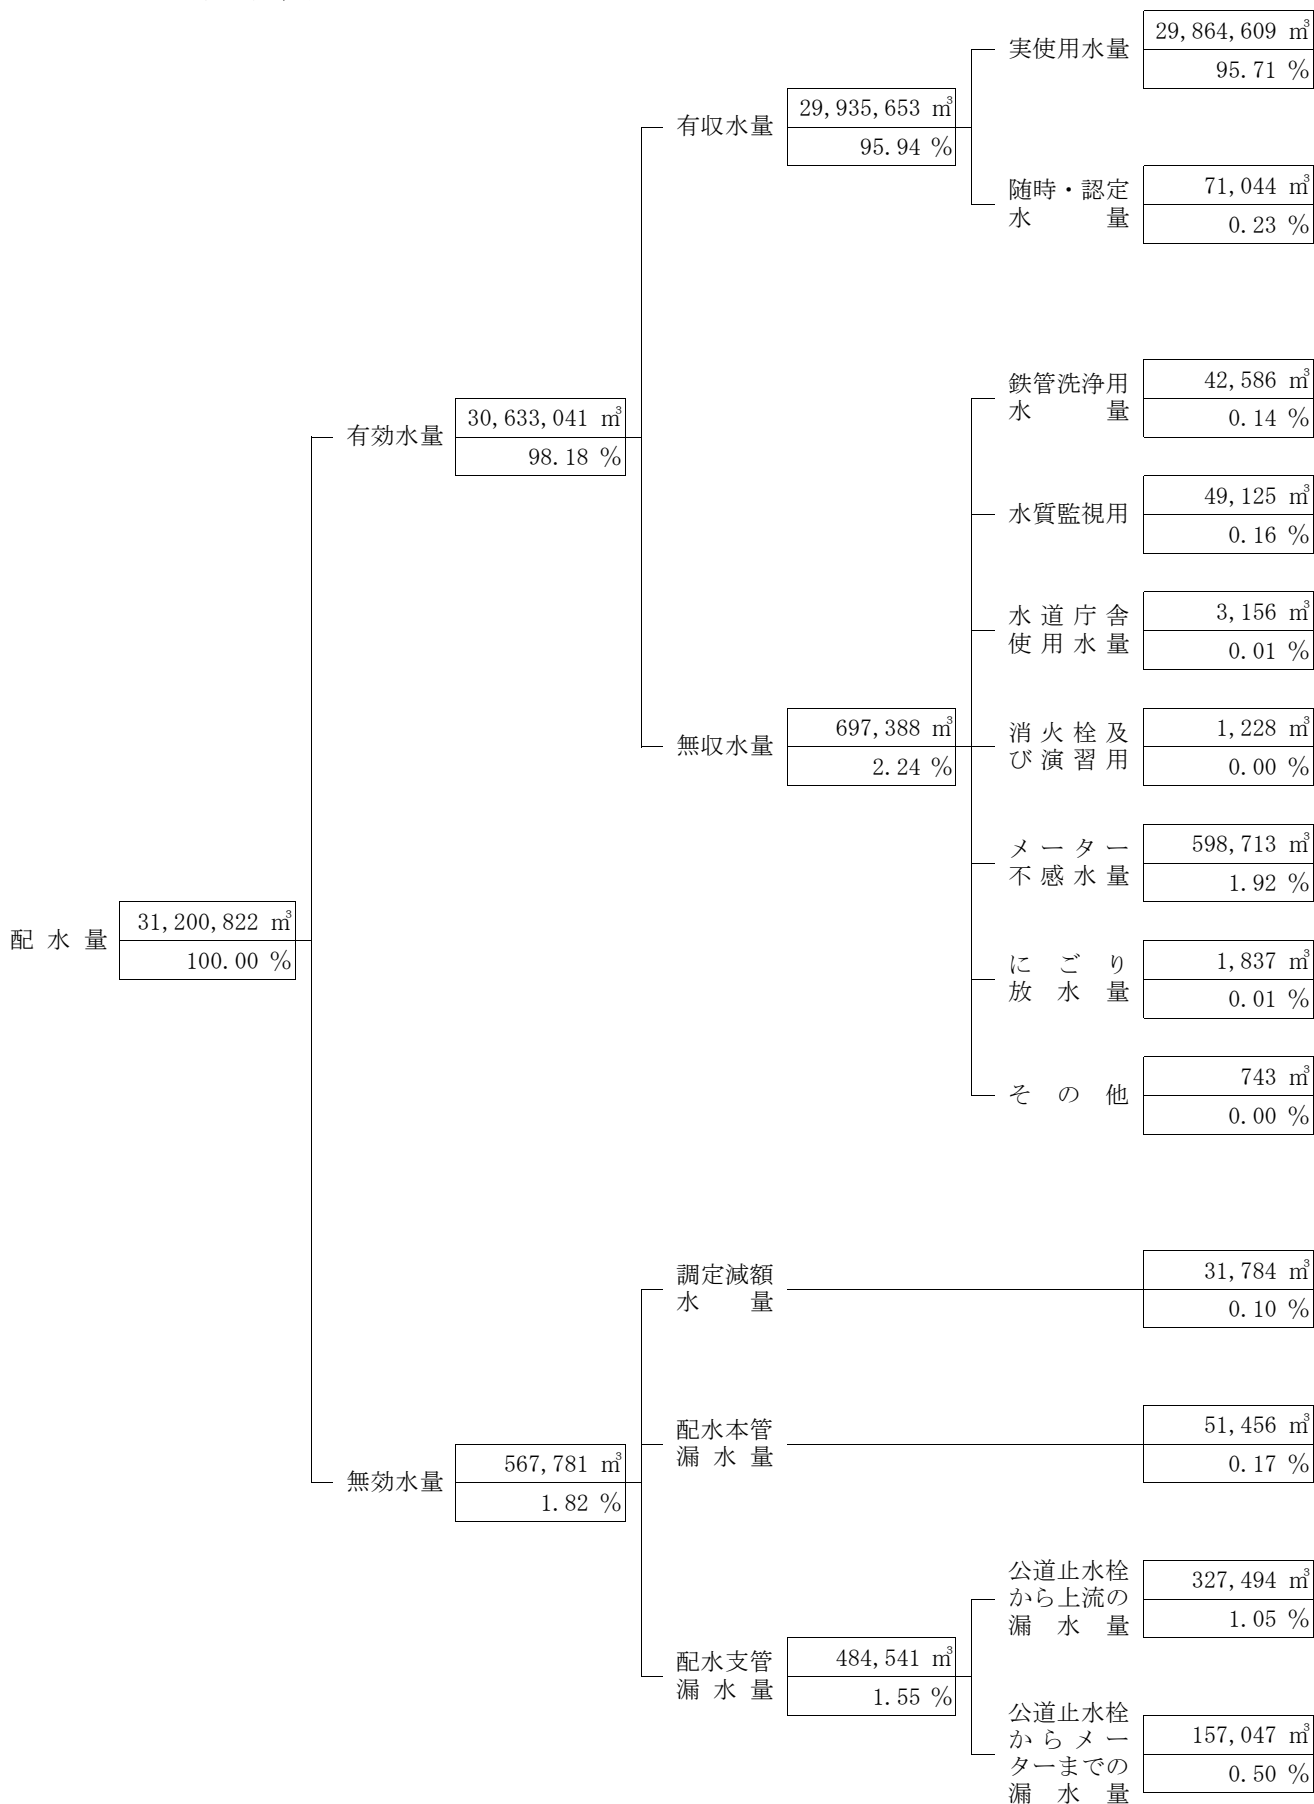 実使用水量
29,864,609 ㎥
95.71 %
有収水量
29,935,653 ㎥
95.94 %
随時・認定
水量
71,044 ㎥
0.23 %
鉄管洗浄用
水量
42,586 ㎥
0.14 %
有効水量
30,633,041 ㎥
98.18 %
水質監視用
49,125 ㎥
0.16 %
水道庁舎
使用水量
3,156 ㎥
0.01 %
無収水量
697,388 ㎥
2.24 %
消火栓及
び演習用
1,228 ㎥
0.00 %
メーター
不感水量
598,713 ㎥
1.92 %
配水量
31,200,822 ㎥
100.00 %
にごり
放水量
1,837 ㎥
0.01 %
その他
743 ㎥
0.00 %
調定減額
水量
31,784 ㎥
0.10 %
配水本管
漏水量
51,456 ㎥
0.17 %
無効水量
567,781 ㎥
1.82 %
公道止水栓
から上流の
漏水量
327,494 ㎥
1.05 %
配水支管
漏水量
484,541 ㎥
1.55 %
公道止水栓
からメー
ターまでの
漏水量
157,047 ㎥
0.50 %